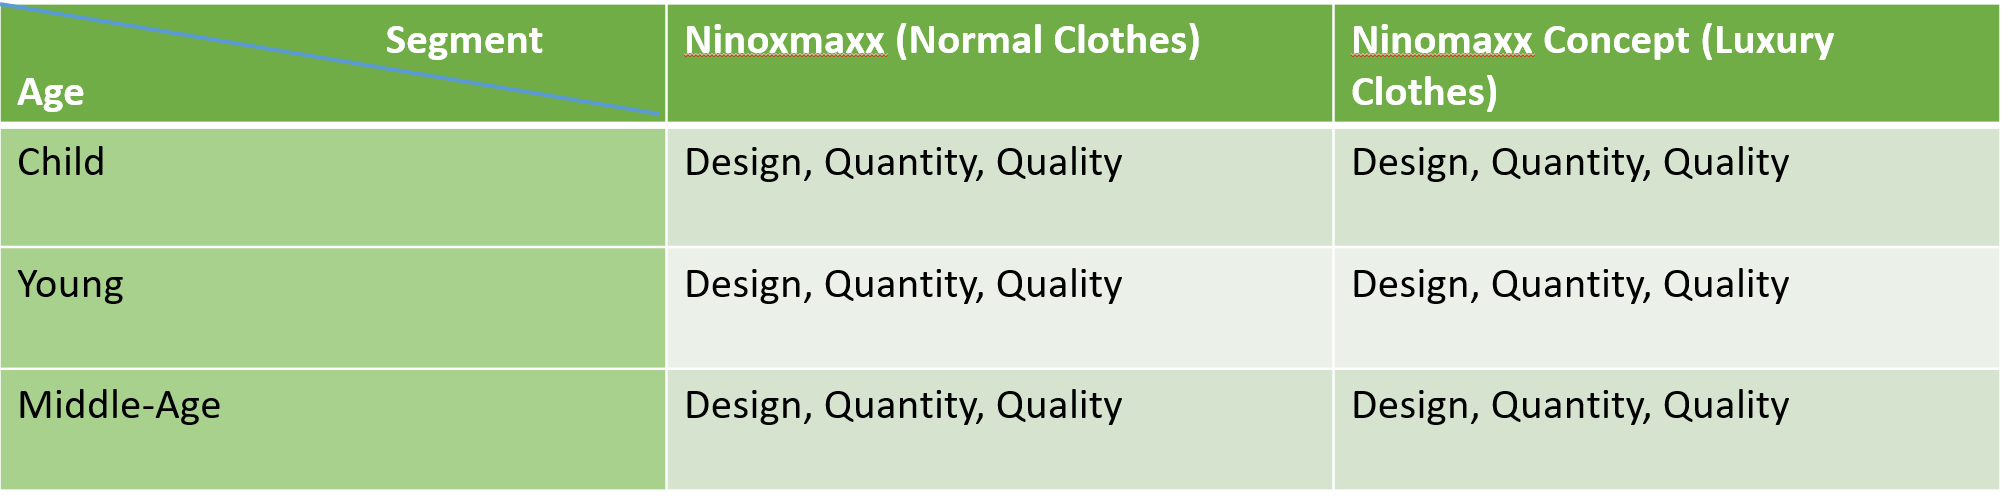 Segment
Age
Ninoxmaxx (Normal Clothes)
Ninomaxx Concept (Luxury
Clothes)
Child
Design, Quantity, Quality
Design, Quantity, Quality
Young
Design, Quantity, Quality
Design, Quantity, Quality
Middle-Age
Design, Quantity, Quality
Design, Quantity, Quality